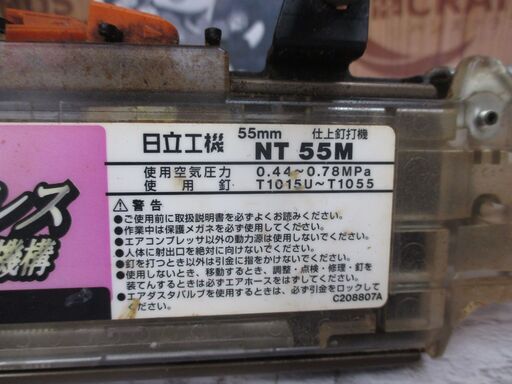 日立工機 55mm 仕上釘打機
NT 55M
使用空気圧力 0.44~0.78MPa
使用釘 T1015U~T1055
⚠警告
●ご使用前に取扱説明書を必ずよくお読みください。
●作業中は保護メガネを必ず使用してください。
●エアコンプレッサ以外の動力源は使用しないでください。
●人体に射出口を絶対に向けないでください。
●釘を打つとき以外は引金に指をかけないでください。
●使用しないとき、移動するとき、調整・点検・修理・釘を
装てんするときは必ずエアホースをはずしてください。
●エアダスタバルブを使用するときは、必ず引金をロックして
ください。
C208807A
ンス
機構